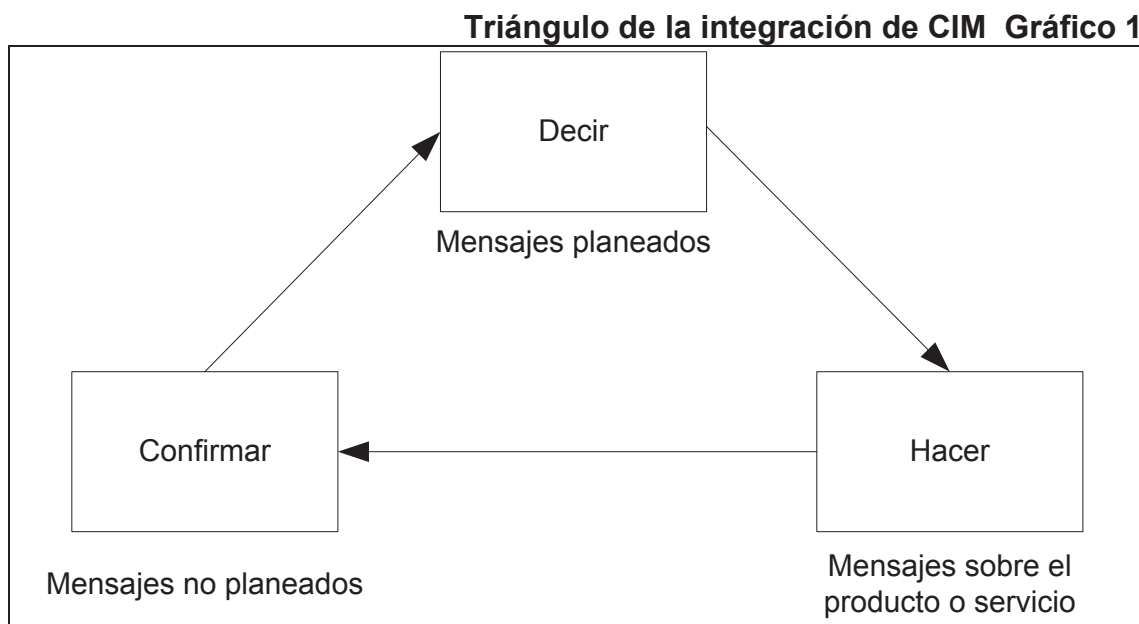 Triángulo de la integración de CIM Gráfico 1
Decir
Mensajes planeados
Confirmar
Hacer
Mensajes no planeados
Mensajes sobre el
producto o servicio